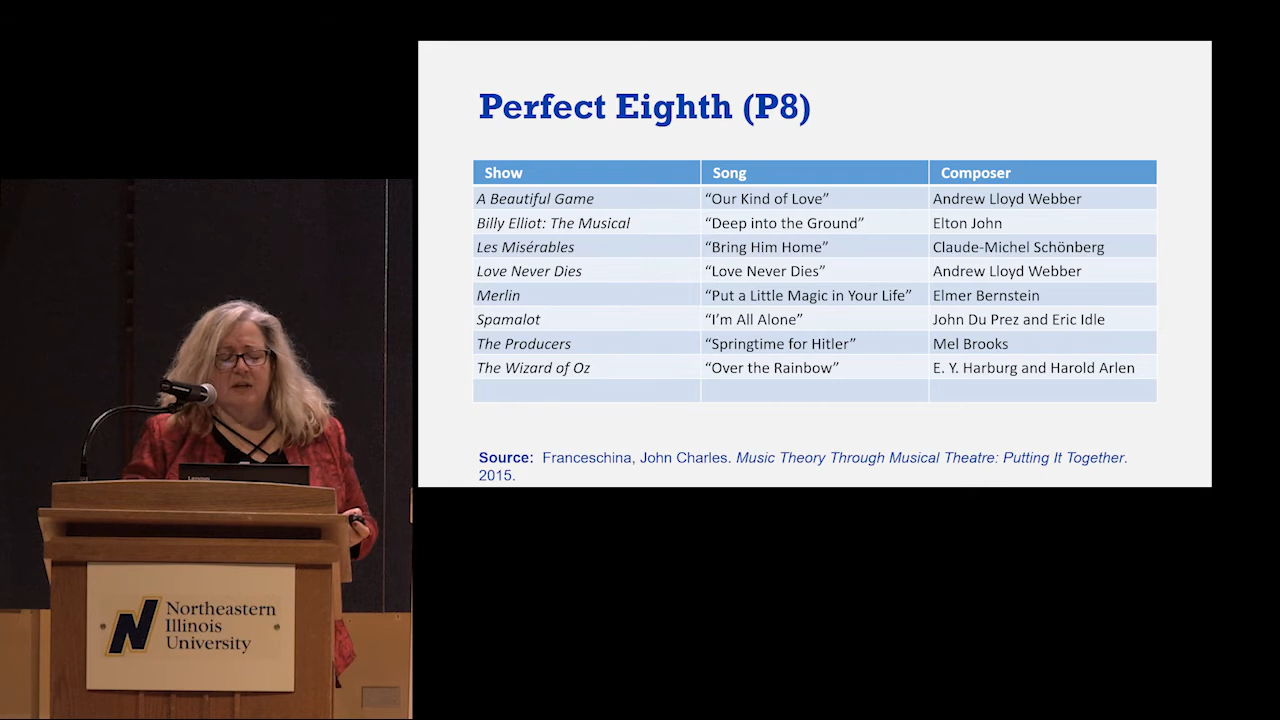 Perfect Eighth (P8)
Show Song Composer
A Beautiful Game “Our Kind of Love” Andrew Lloyd Webber
Billy Elliot: The Musical “Deep into the Ground” Elton John
Les Misérables “Bring Him Home” Claude-Michel Schönberg
Love Never Dies “Love Never Dies” Andrew Lloyd Webber
Merlin “Put a Little Magic in Your Life” Elmer Bernstein
Spamalot “I’m All Alone” John Du Prez and Eric Idle
The Producers “Springtime for Hitler” Mel Brooks
The Wizard of Oz “Over the Rainbow” E. Y. Harburg and Harold Arlen
Source: Franceschina, John Charles. Music Theory Through Musical Theatre: Putting It Together.
2015.
Lenovo
N Northeastern
Illinois
University